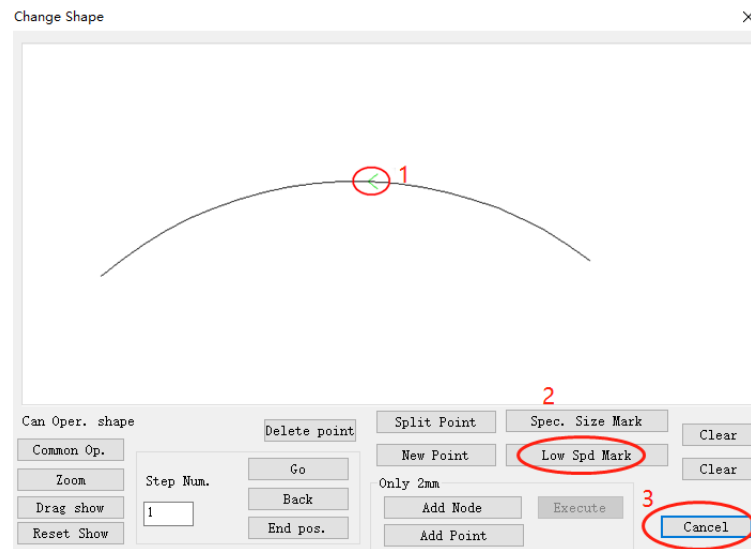 Change Shape
1
2
Can Oper. shape
Common Op.
Zoom
Drag show
Reset Show
Step Num.
1
Delete point
Go
Back
End pos.
Split Point
New Point
Only 2mm
Add Node
Add Point
Spec. Size Mark
Low Spd Mark
Execute
Clear
Clear
3
Cancel